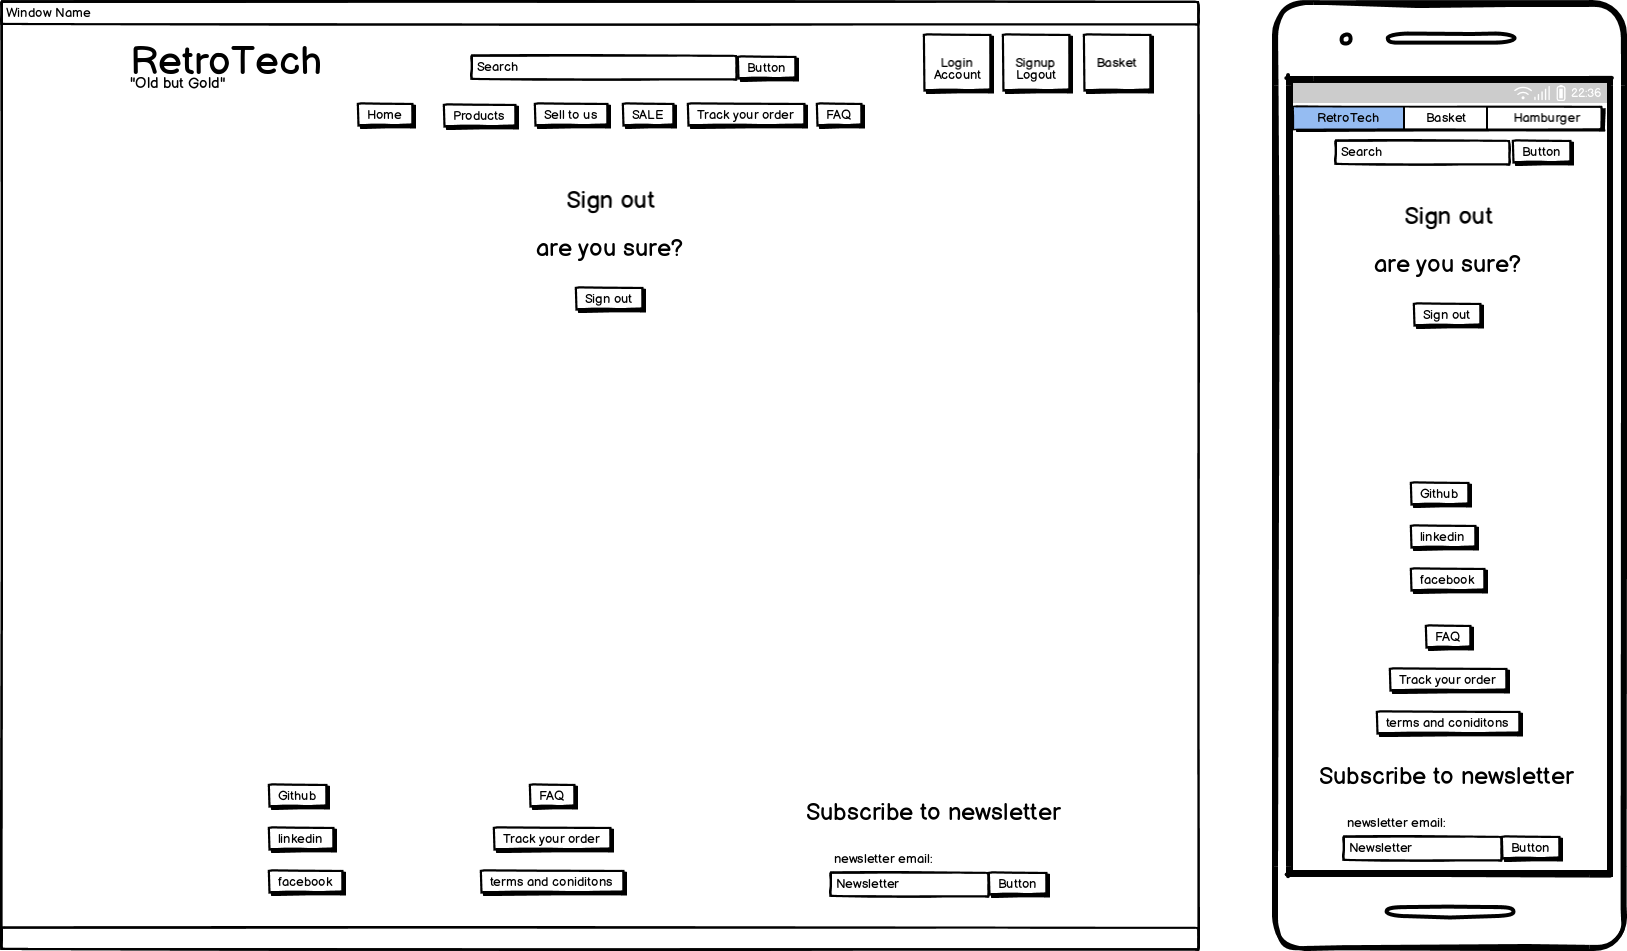 Window Name
RetroTech
"Old but Gold"
Search
Button
Login
Account
Signup
Logout
Basket
Home
Products
Sell to us
SALE
Track your order
FAQ
Sign out
are you sure?
Sign out
Github
linkedin
facebook
FAQ
Track your order
terms and coniditons
Subscribe to newsletter
newsletter email:
Newsletter
Button
22:36
RetroTech
Basket
Hamburger
Search
Button
Sign out
are you sure?
Sign out
Github
linkedin
facebook
FAQ
Track your order
terms and coniditons
Subscribe to newsletter
newsletter email:
Newsletter
Button